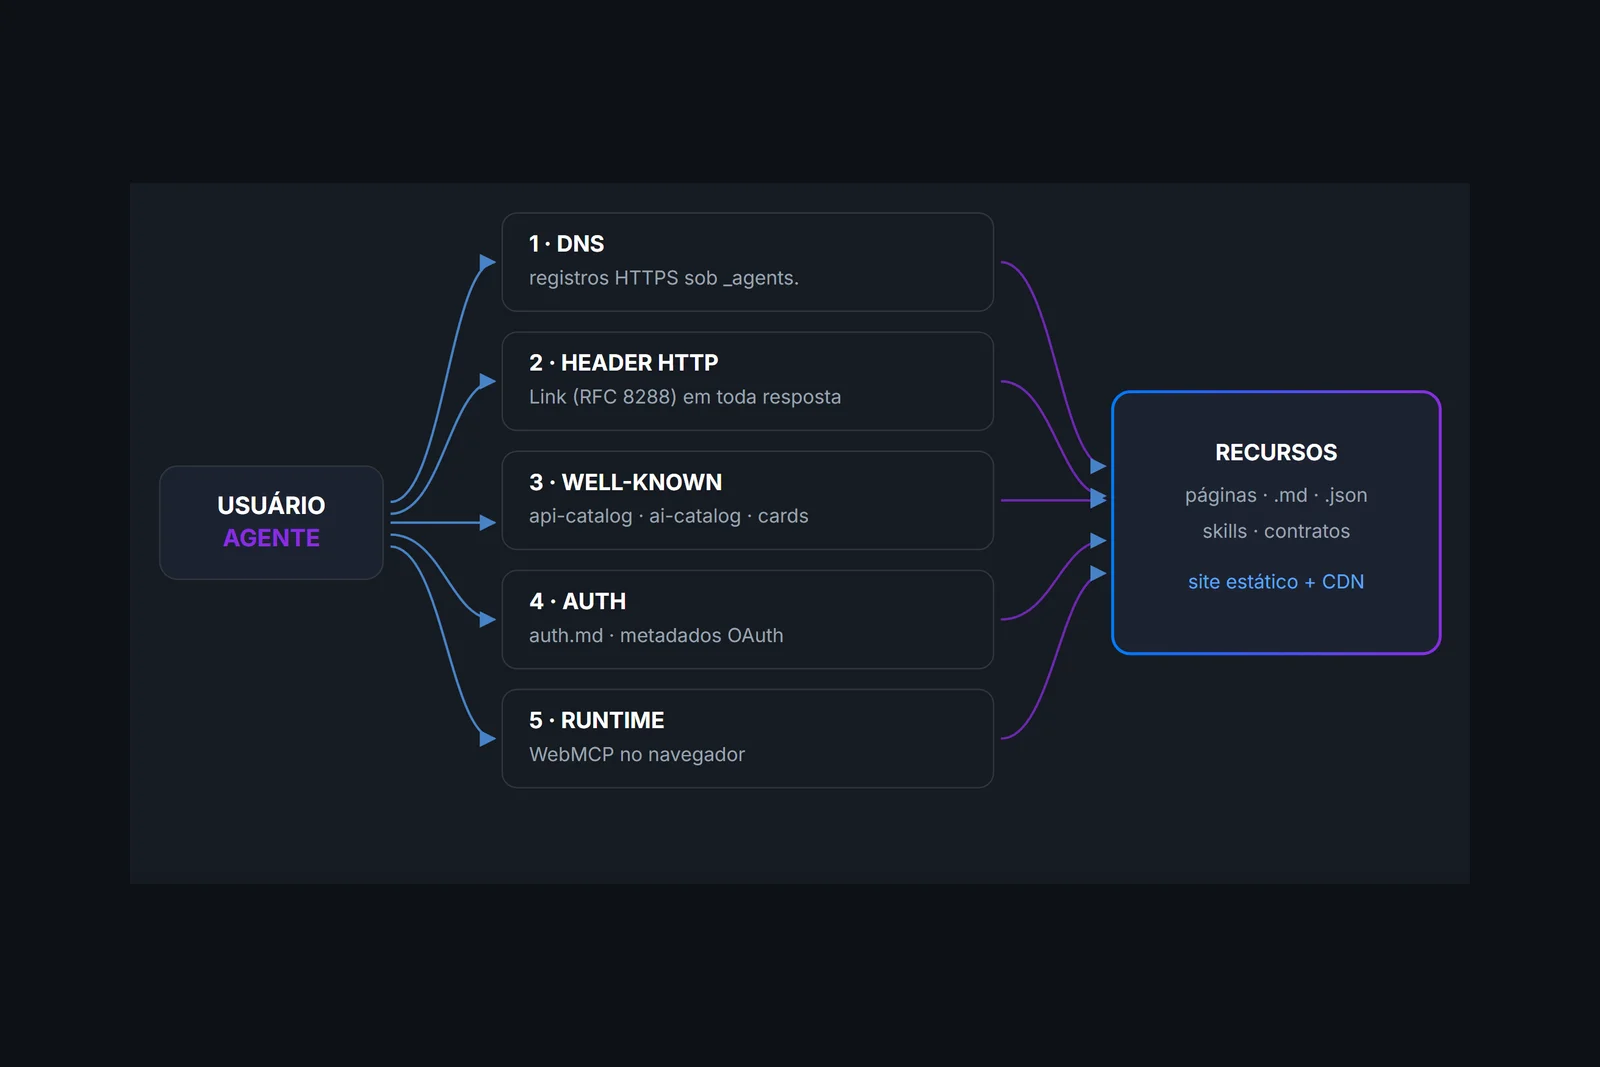 USUÁRIO
AGENTE
1 · DNS
registros HTTPS sob _agents.
2 · HEADER HTTP
Link (RFC 8288) em toda resposta
3 · WELL-KNOWN
api-catalog · ai-catalog · cards
4 · AUTH
auth.md · metadados OAuth
5 · RUNTIME
WebMCP no navegador
RECURSOS
páginas · .md · .json
skills · contratos
site estático + CDN